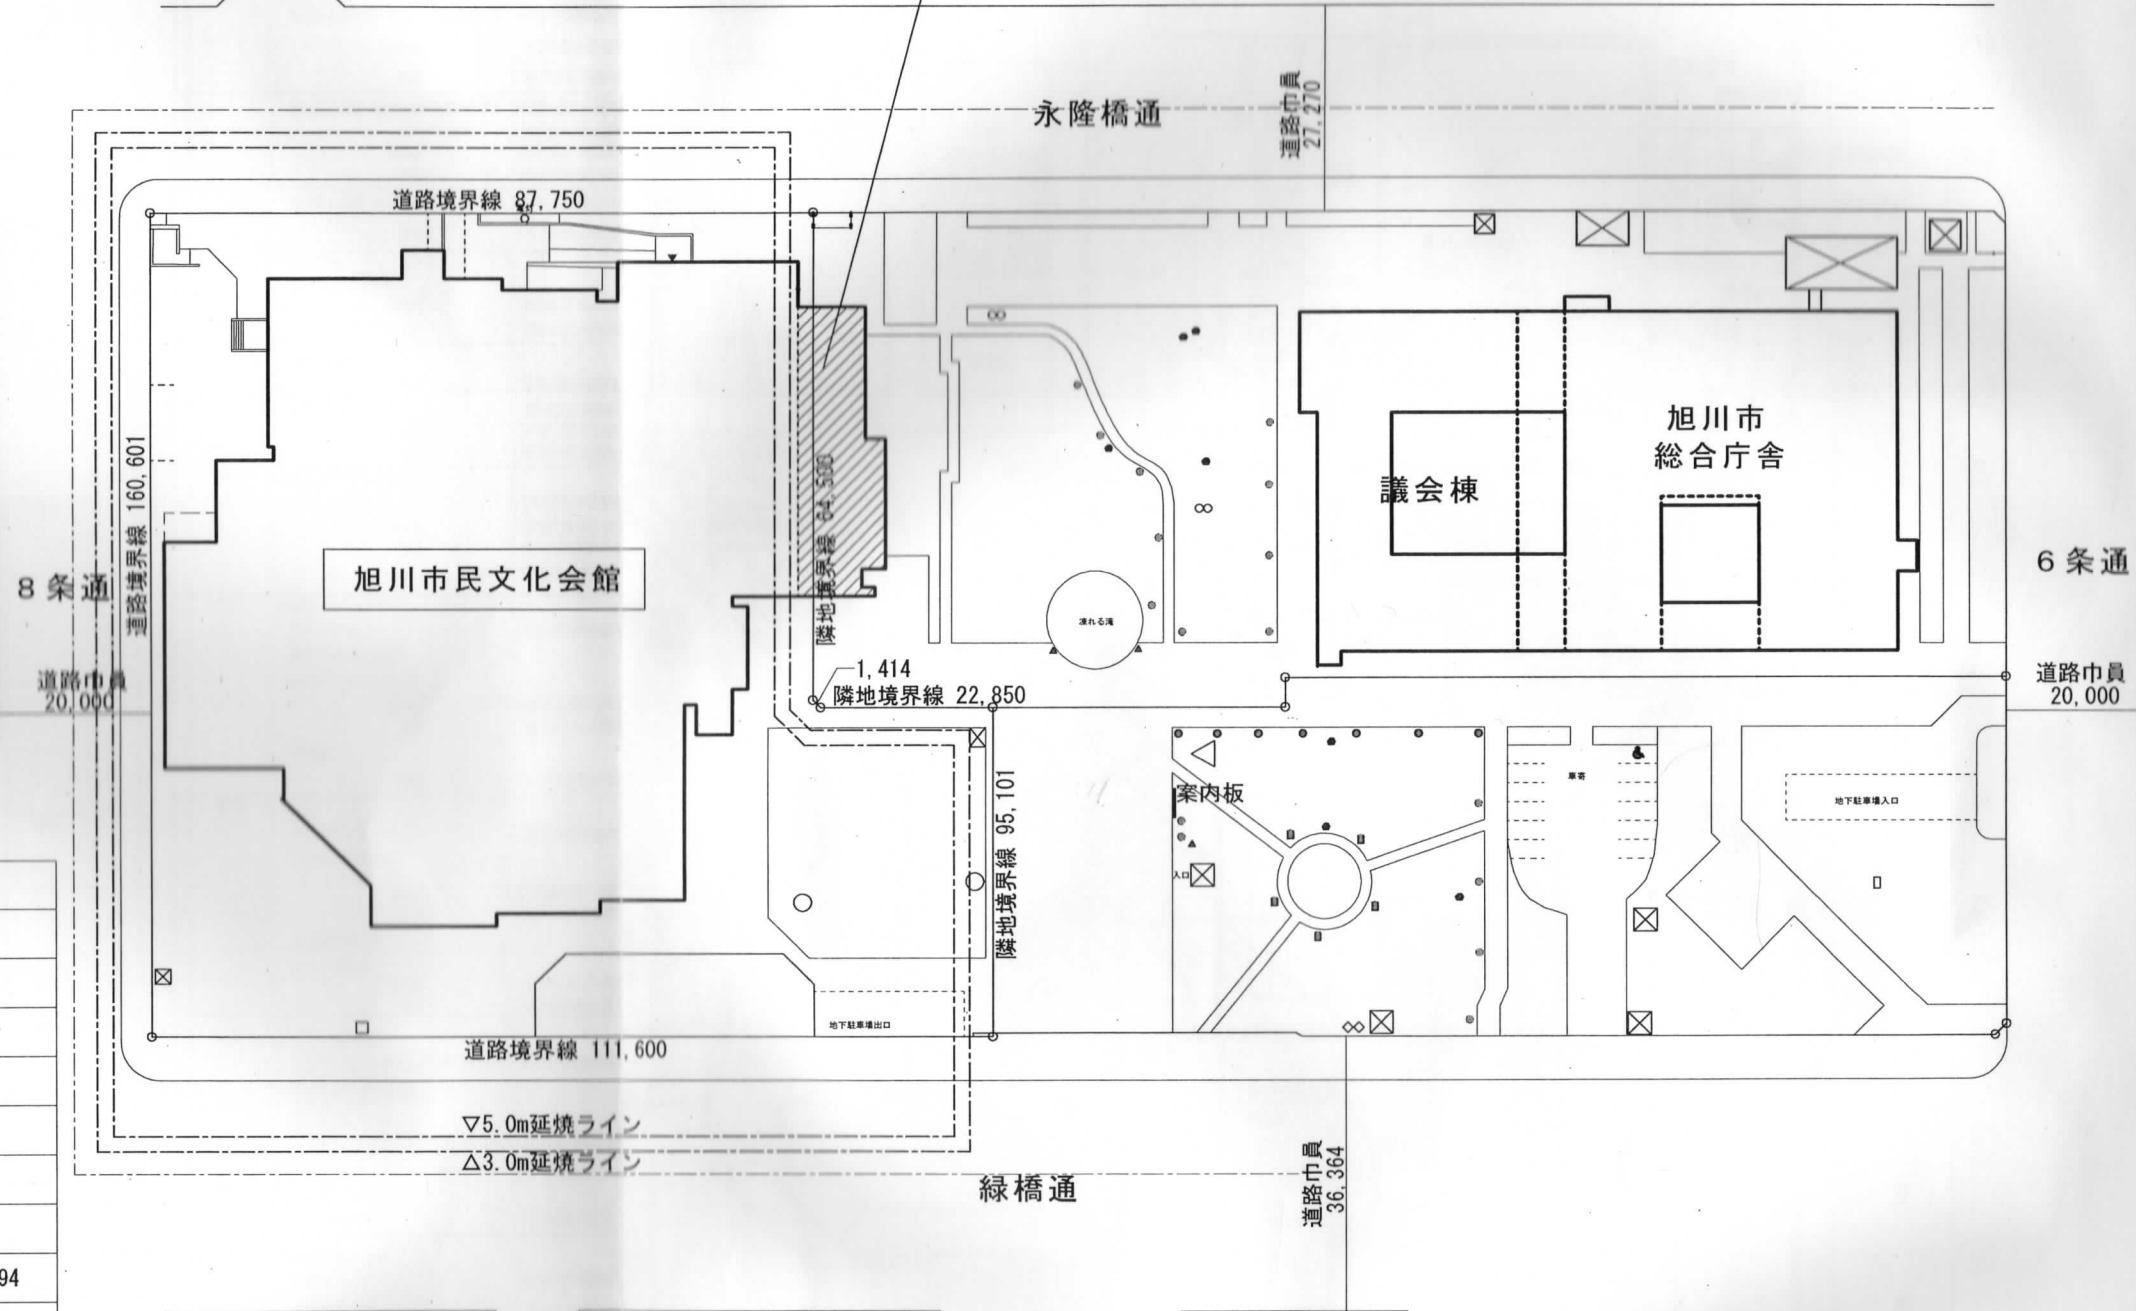 永隆橋通
道路巾員
27,270
道路境界線 87,750
旭川市
総合庁舎
議会棟
道路境界線 160,601
隣地境界線
旭川市民文化会館
8条通
6条通
凍れる滝
道路巾員
20,000
1,414
隣地境界線 22,850
道路巾員
20,000
案内板
車寄
地下駐車場入口
隣地境界線 95,101
入口
地下駐車場出口
道路境界線 111,600
▽5.0m延焼ライン
△3.0m延焼ライン
緑橋通
道路巾員
36,364
94